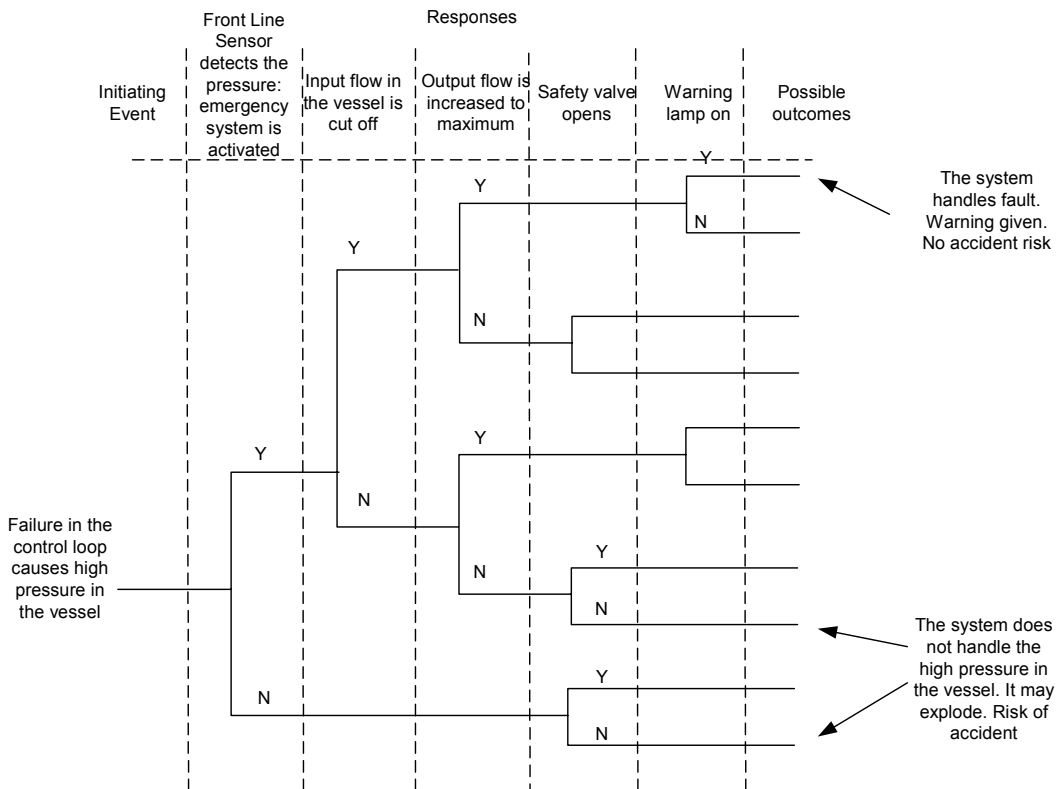 Responses
Front Line
Sensor
detects the
pressure:
emergency
system is
activated
Initiating
Event
Input flow in
the vessel is
cut off
Output flow is
increased to
maximum
Safety valve
opens
Warning
lamp on
Possible
outcomes
Y
Y
N
Y
N
The system
handles fault.
Warning given.
No accident risk
Y
Y
N
Y
N
N
Failure in the
control loop
causes high
pressure in
the vessel
N
Y
N
The system does
not handle the
high pressure in
the vessel. It may
explode. Risk of
accident